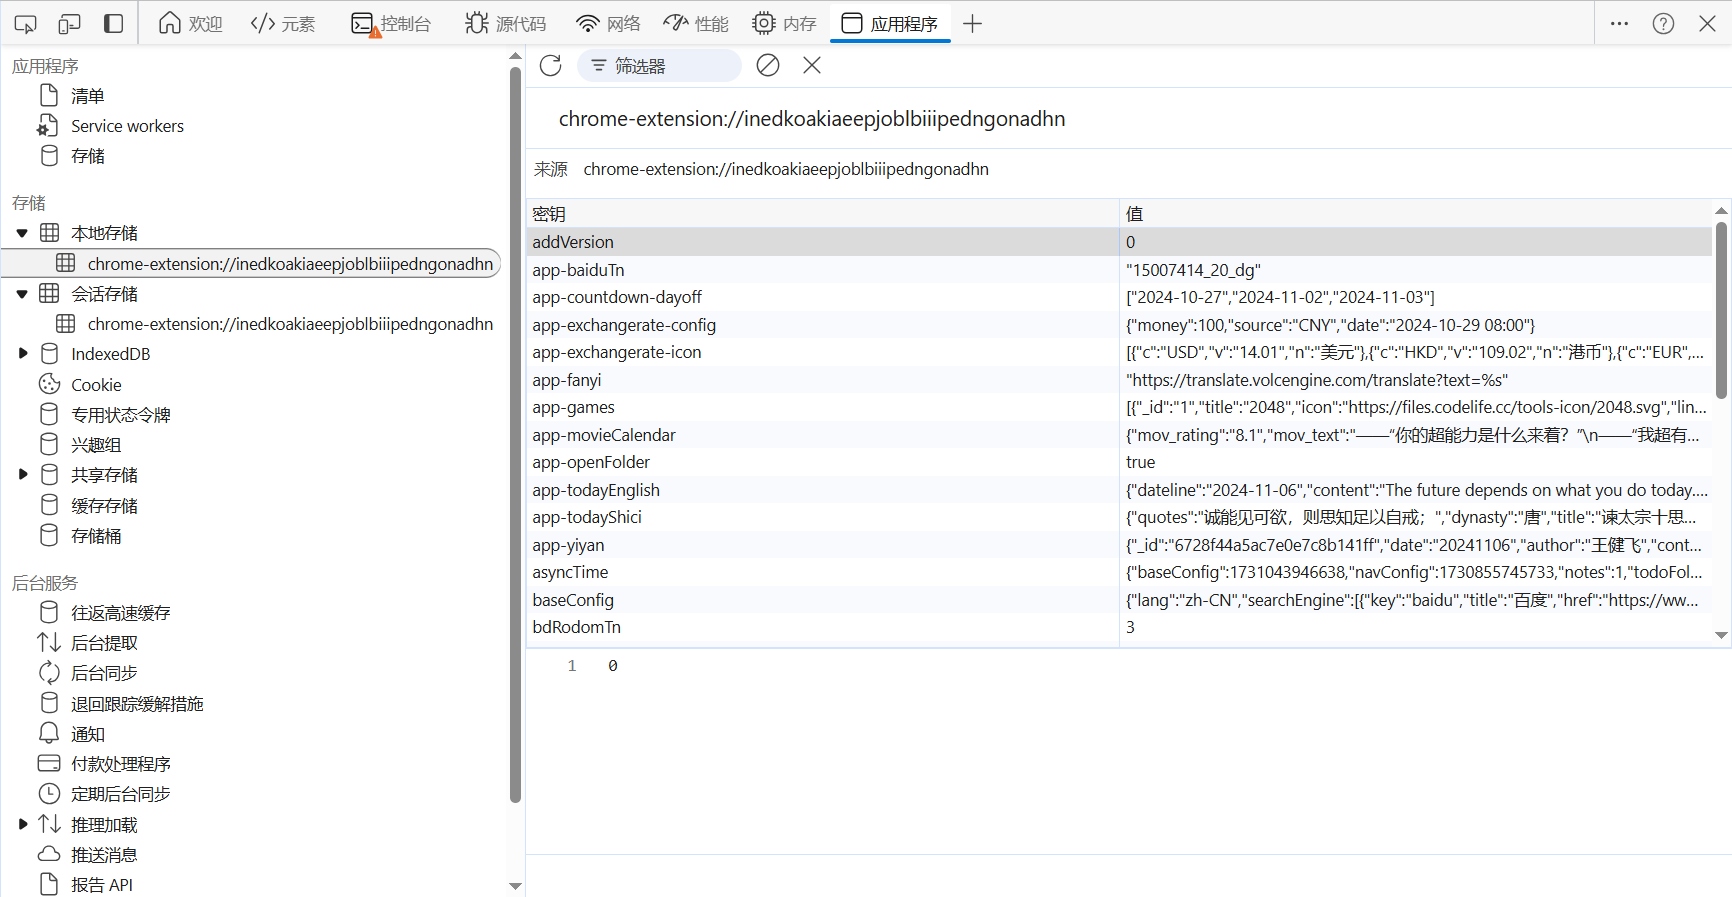 欢迎
元素
控制台
源代码
网络
性能
内存
应用程序
应用程序
清单
Service workers
存储
存储
本地存储
chrome-extension://inedkoakiaeepjoblbiiipedngonadhn
会话存储
chrome-extension://inedkoakiaeepjoblbiiipedngonadhn
IndexedDB
Cookie
专用状态令牌
兴趣组
共享存储
缓存存储
存储桶
后台服务
往返高速缓存
后台提取
后台同步
退回跟踪缓解措施
通知
付款处理程序
定期后台同步
推理加载
推送消息
报告 API
筛选器
chrome-extension://inedkoakiaeepjoblbiiipedngonadhn
来源 chrome-extension://inedkoakiaeepjoblbiiipedngonadhn
密钥 值
addVersion 0
app-baiduTn "15007414_20_dg"
app-countdown-dayoff ["2024-10-27","2024-11-02","2024-11-03"]
app-exchangerate-config {"money":100,"source":"CNY","date":"2024-10-29 08:00"}
app-exchangerate-icon [{"c":"USD","v":"14.01","n":"美元"},{"c":"HKD","v":"109.02","n":"港币"},{"c":"EUR",...
app-fanyi "https://translate.volcengine.com/translate?text=%s"
app-games [{"_id":"1","title":"2048","icon":"https://files.codelife.cc/tools-icon/2048.svg","lin...
app-movieCalendar {"mov_rating":"8.1","mov_text":"——“你的超能力是什么来着？”\n——“我超有...
app-openFolder true
app-todayEnglish {"dateline":"2024-11-06","content":"The future depends on what you do today....
app-todayShici {"quotes":"诚能见可欲，则思知足以自戒；","dynasty":"唐","title":"谏太宗十思...
app-yiyan {"_id":"6728f44a5ac7e0e7c8b141ff","date":"20241106","author":"王健飞","cont...
asyncTime {"baseConfig":1731043946638,"navConfig":1730855745733,"notes":1,"todoFol...
baseConfig {"lang":"zh-CN","searchEngine":[{"key":"baidu","title":"百度","href":"https://ww...
bdRodomTn 3
1 0